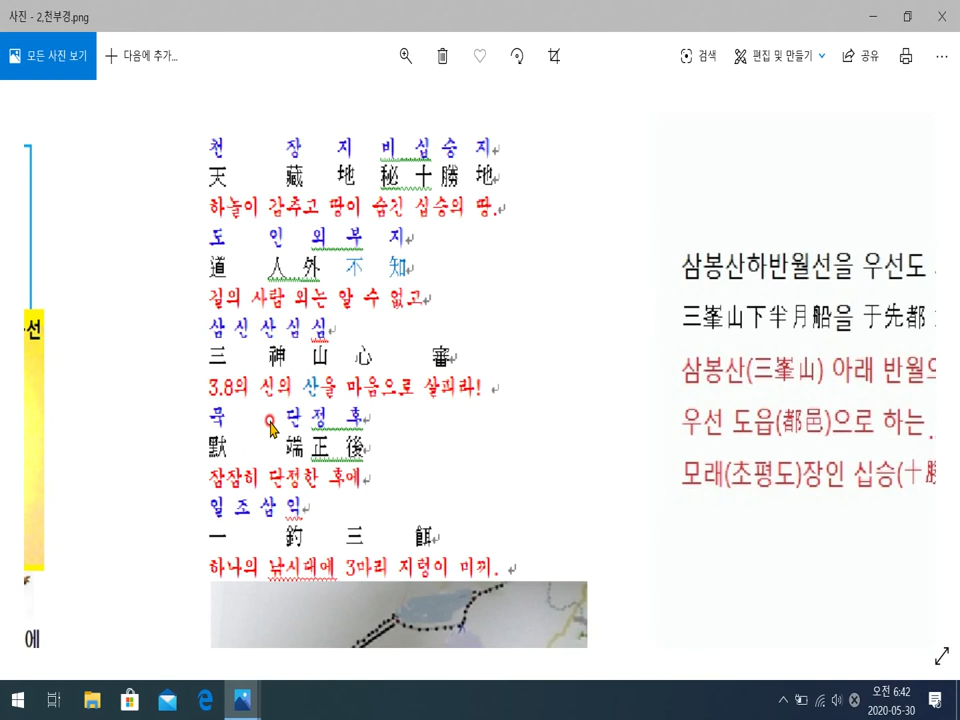 사진 - 2,천부경.png
모든 사진 보기
다음에 추가...
검색
편집 및 만들기
공유
천 장 지 비 십 승 지
天 藏 地 秘 十 勝 地
하늘이 감추고 땅이 숨긴 십승의 땅.
도 인 외 부 지
道 人 外 不 知
길의 사람 외는 알 수 없고
삼 신 산 심 심
三 神 山 心 審
3.8의 신의 산을 마음으로 살피라!
묵 단 정 후
默 端 正 後
잠잠히 단정한 후에
일 조 삼 익
一 釣 三 餌
하나의 낚시대에 3마리 지렁이 미끼.
선
에
삼봉산하반월선을 우선도
三峯山下半月船을 于先都
삼봉산(三峯山) 아래 반월으
우선 도읍(都邑)으로 하는
모래(초평도)장인 십승(十勝
오전 6:42
2020-05-30